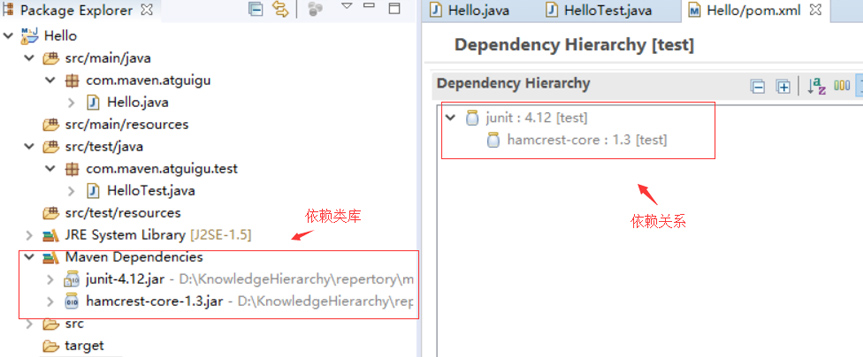 Package Explorer
Hello
src/main/java
com.maven.atguigu
Hello.java
src/main/resources
src/test/java
com.maven.atguigu.test
HelloTest.java
src/test/resources
JRE System Library [J2SE-1.5]
依赖类库
Maven Dependencies
junit-4.12.jar - D:\KnowledgeHierarchy\repertory\m
hamcrest-core-1.3.jar - D:\KnowledgeHierarchy\rep
src
target
Hello.java HelloTest.java Hello/pom.xml
Dependency Hierarchy [test]
Dependency Hierarchy
junit : 4.12 [test]
hamcrest-core : 1.3 [test]
依赖关系